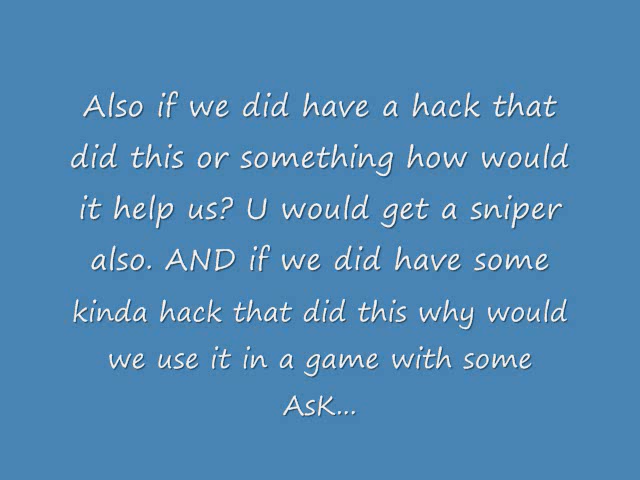 Also if we did have a hack that
did this or something how would
it help us? U would get a sniper
also. AND if we did have some
kinda hack that did this why would
we use it in a game with some
AsK...